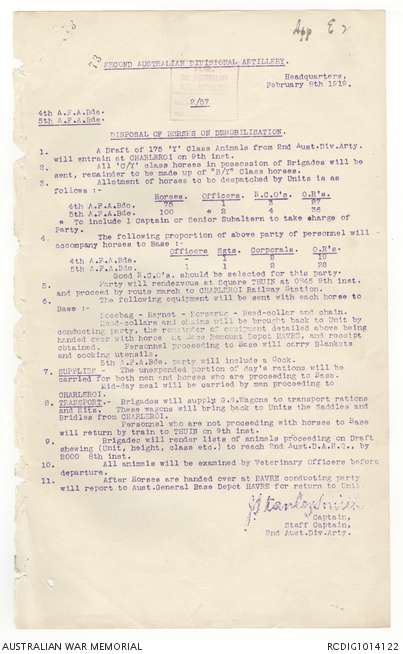 App E 2
SECOND AUSTRALIAN DIVISIONAL ARTILLERY.
Headquarters,
February 8th 1919.
2/57
4th A.F.A.Bde.
5th A.F.A.Bde.
DISPOSAL OF HORSES ON DEMOBILISATION.
1. A Draft of 175 'Y' Class Animals from 2nd Aust.Div.Arty.
will entrain at CHARLEROI on 9th inst.
2. All 'C/Y' class horses in possession of Brigades will be
sent, remainder to be made up of "B/Y" Class horses.
3. Allotment of horses to be despatched by Units is as
follows :-
Horses. Officers. N.C.O's. O.R's.
4th A.F.A.Bde. 75 1 3 27
5th A.F.A.Bde. 100 * 2 4 36
* To include 1 Captain or Senior Subaltern to take charge of
Party.
4. The following proportion of above party of personnel will
accompany horses to Base :-
Officers Sgts. Corporals. O.R's.
4th A.F.A.Bde. - 1 2 19
5th A.F.A.Bde. 1 1 2 28
Good N.C.O's. should be selected for this party.
5. Party will rendezvous at Square THUIN at 0845 9th inst.
and proceed by route march to CHARLEROI Railway Station.
6. The following equipment will be sent with each horse to
Base :-
Nosebag - Haynet - Horserug - Head-collar and chain.
Head-collars and chains will be brought back to Unit by
conducting party, the remainder of equipment detailed above being
handed over with horse at Base Remount Depot HAVRE, and receipt
obtained. Personnel proceeding to Base will carry Blankets
and cooking utensils.
5th A.F.A.Bde party will include a Cook.
7. SUPPLIES - The unexpended portion of day's rations will be
carried for both men and horses who are proceeding to Base.
Mid-day meal will be carried by men proceeding to
CHARLEROI.
8. TRANSPORT.- Brigades will supply G.S.Wagons to transport rations
and Kits. These wagons will bring back to Units the Saddles and
Bridles from CHARLEROI.
Personnel who are not proceeding with horses to Base
will return by train to THUIN on 9th inst.
9. Brigades will render lists of animals proceeding on Draft
shewing (Unit, height, class etc.) to reach 2nd Aust.D.A.H.Q., by
2000 8th inst.
10. All animals will be examined by Veterinary Officers before
departure.
11. After Horses are handed over at HAVRE conducting party
will report to Aust.General Base Depot HAVRE for return to Unit
Captain,
Staff Captain,
2nd Aust.Div.Arty.
AUSTRALIAN WAR MEMORIAL
RCDIG1014122